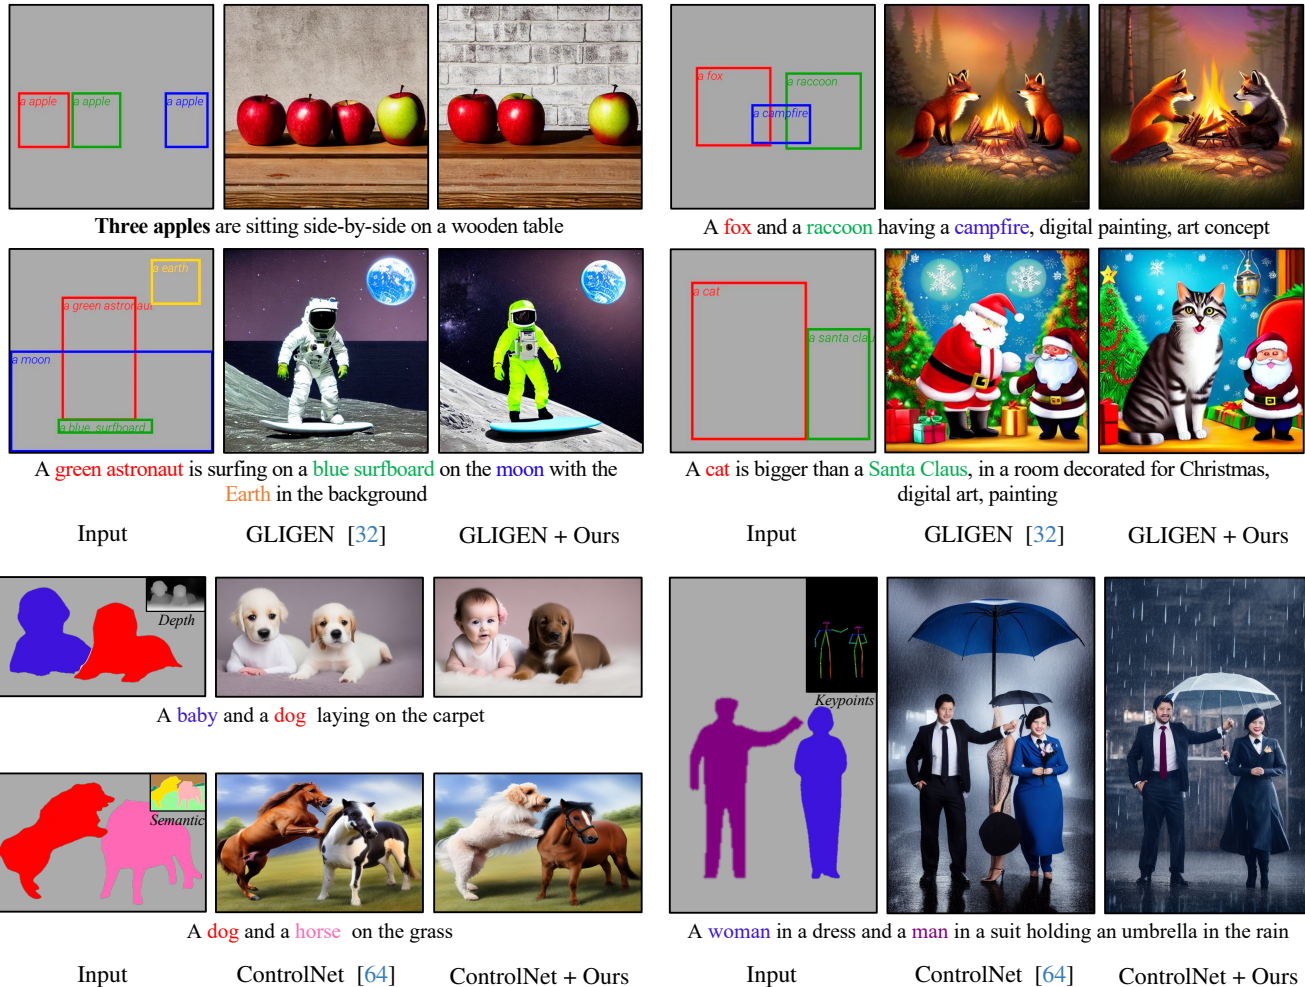 a apple
a apple
a apple
Three apples are sitting side-by-side on a wooden table
a fox
a raccoon
a campfire
A fox and a raccoon having a campfire, digital painting, art concept
a earth
a green astronaut
a moon
a blue surfboard
A green astronaut is surfing on a blue surfboard on the moon with the
Earth in the background
a cat
a santa clau
A cat is bigger than a Santa Claus, in a room decorated for Christmas,
digital art, painting
Input
GLIGEN [32]
GLIGEN + Ours
Input
GLIGEN [32]
GLIGEN + Ours
Depth
A baby and a dog laying on the carpet
Semantic
A dog and a horse on the grass
Keypoints
A woman in a dress and a man in a suit holding an umbrella in the rain
Input
ControlNet [64]
ControlNet + Ours
Input
ControlNet [64]
ControlNet + Ours